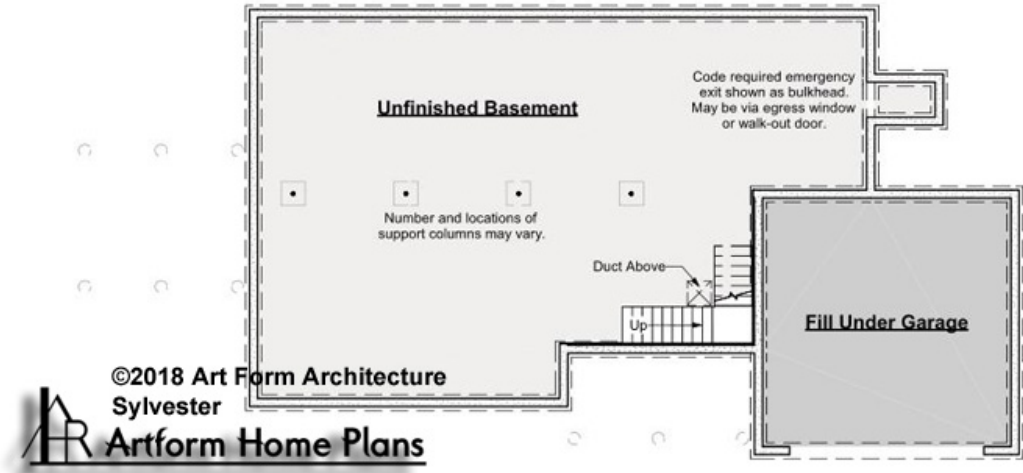 Unfinished Basement
Code required emergency
exit shown as bulkhead.
May be via egress window
or walk-out door.
Number and locations of
support columns may vary.
Duct Above
Up
Fill Under Garage
©2018 Art Form Architecture
Sylvester
Artform Home Plans